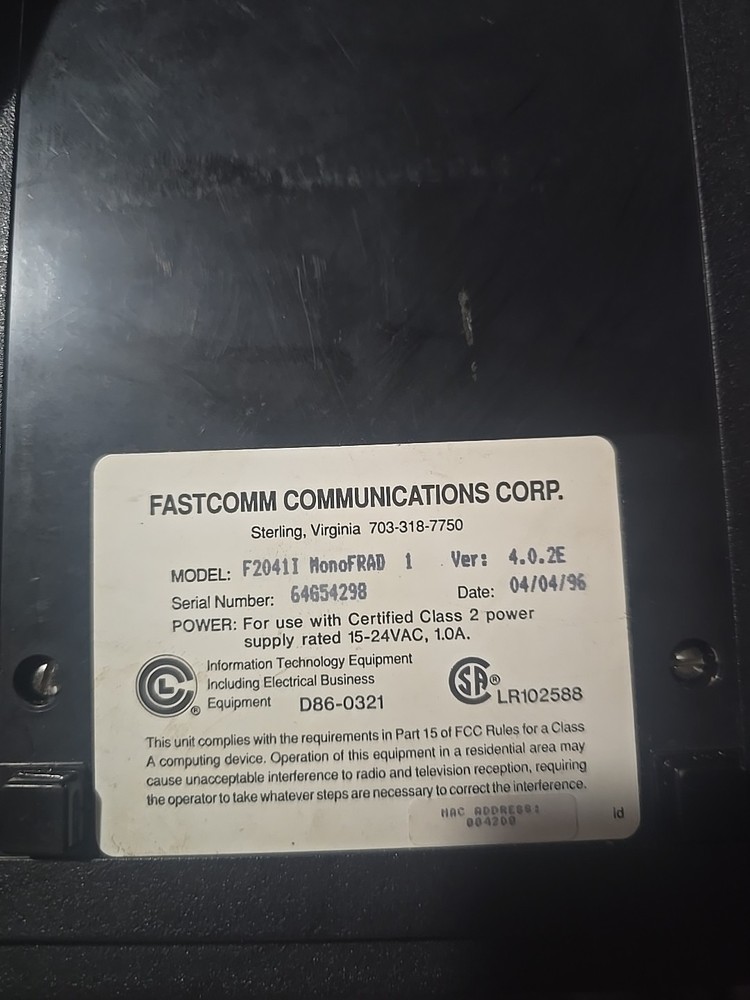 FASTCOMM COMMUNICATIONS CORP.
Sterling, Virginia 703-318-7750
MODEL: F2041I MonoFRAD 1 Ver: 4.0.2E
Serial Number: 64G54298 Date: 04/04/96
POWER: For use with Certified Class 2 power
supply rated 15-24VAC, 1.0A.
Information Technology Equipment
Including Electrical Business
Equipment D86-0321
LR102588
This unit complies with the requirements in Part 15 of FCC Rules for a Class
A computing device. Operation of this equipment in a residential area may
cause unacceptable interference to radio and television reception, requiring
the operator to take whatever steps are necessary to correct the interference.
MAC ADDRESS:
0042D0
id